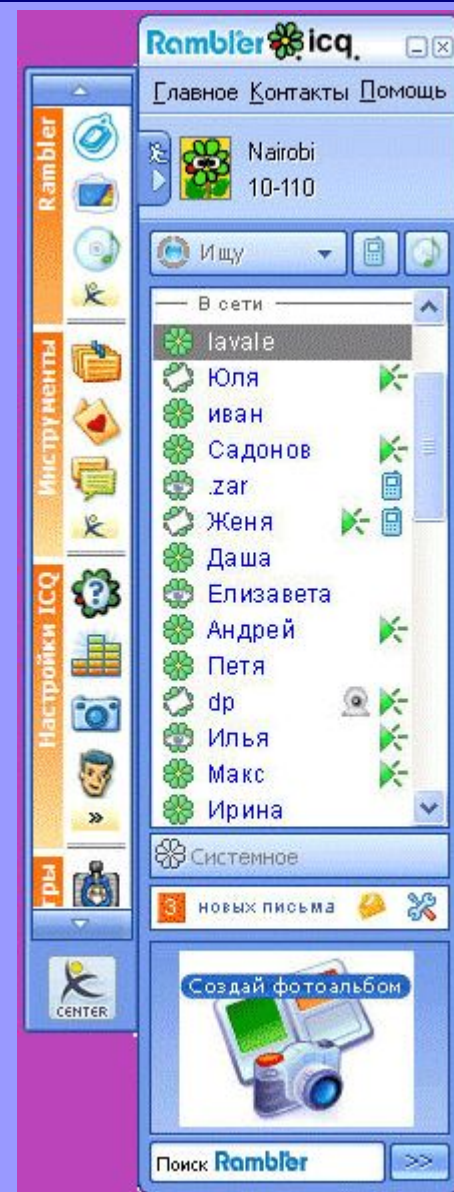 Rambler icq
Главное Контакты Помощь
Nairobi
10-110
Ищу
В сети
lavale
Юля
иван
Садонов
.zar
Женя
Даша
Елизавета
Андрей
Петя
dp
Илья
Макс
Ирина
Системное
3 новых письма
Создай фотоальбом
Поиск Rambler >>
Rambler
Инструменты
Настройки ICQ
»
гры
CENTER